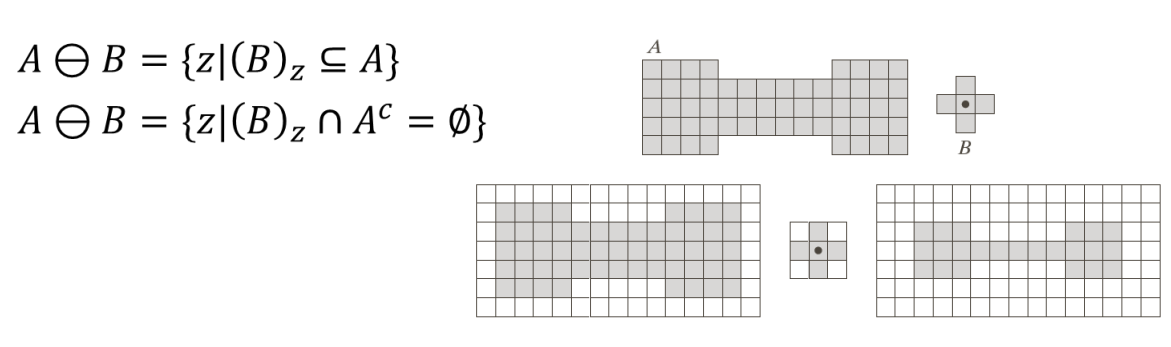 A ⊖ B = {z|(B)_z ⊆ A}
A ⊖ B = {z|(B)_z ∩ A^c = ∅}
A
B